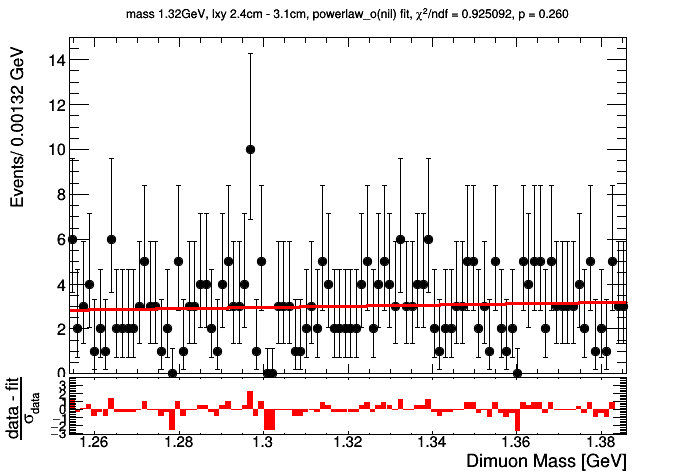 mass 1.32GeV, lxy 2.4cm - 3.1cm, powerlaw_o(nil) fit, χ²/ndf = 0.925092, p = 0.260
Events/ 0.00132 GeV
14
12
10
8
6
4
2
0
data - fit
σdata
3
2
1
0
−1
−2
−3
1.26 1.28 1.3 1.32 1.34 1.36 1.38
Dimuon Mass [GeV]